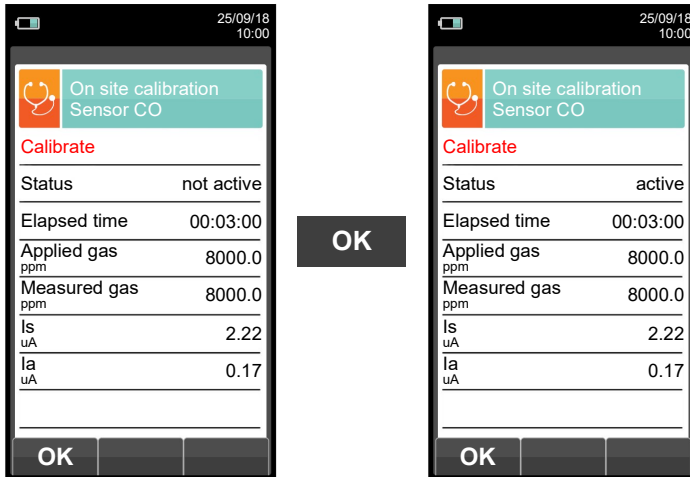 25/09/18
10:00
On site calibration
Sensor CO
Calibrate
Status not active
Elapsed time 00:03:00
Applied gas
ppm 8000.0
Measured gas
ppm 8000.0
Is
uA 2.22
Ia
uA 0.17
OK
OK
25/09/18
10:00
On site calibration
Sensor CO
Calibrate
Status active
Elapsed time 00:03:00
Applied gas
ppm 8000.0
Measured gas
ppm 8000.0
Is
uA 2.22
Ia
uA 0.17
OK